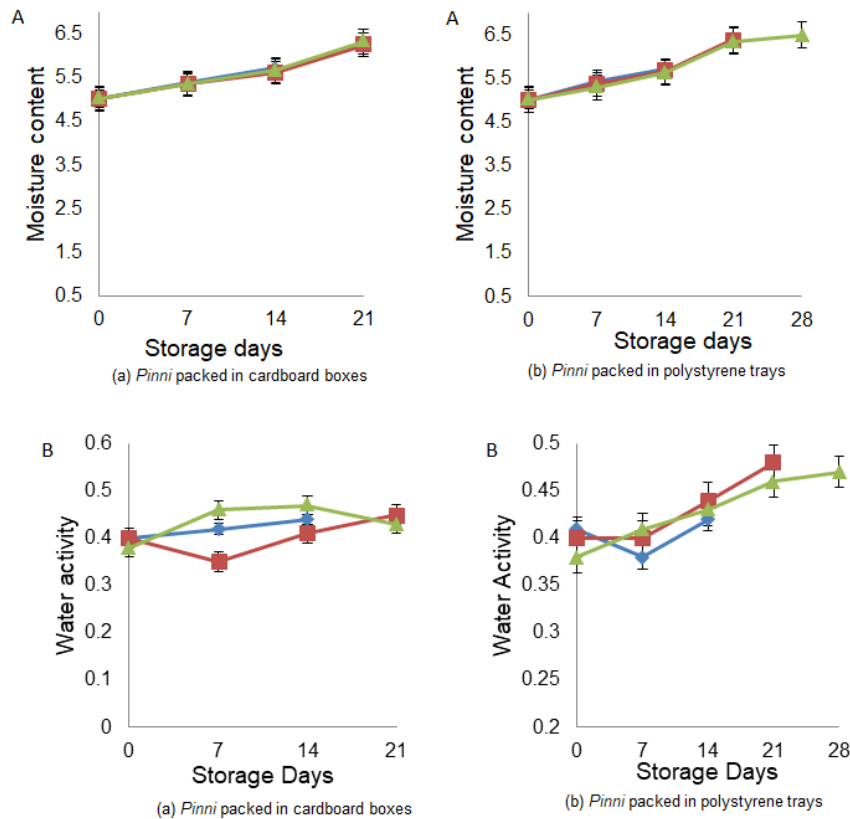 A
6.5
5.5
4.5
3.5
2.5
1.5
0.5
Moisture content
0 7 14 21
Storage days
(a) Pinni packed in cardboard boxes
A
6.5
5.5
4.5
3.5
2.5
1.5
0.5
Moisture content
0 7 14 21 28
Storage days
(b) Pinni packed in polystyrene trays
B
0.6
0.5
0.4
0.3
0.2
0.1
0
Water activity
0 7 14 21
Storage Days
(a) Pinni packed in cardboard boxes
B
0.5
0.45
0.4
0.35
0.3
0.25
0.2
Water Activity
0 7 14 21 28
Storage Days
(b) Pinni packed in polystyrene trays